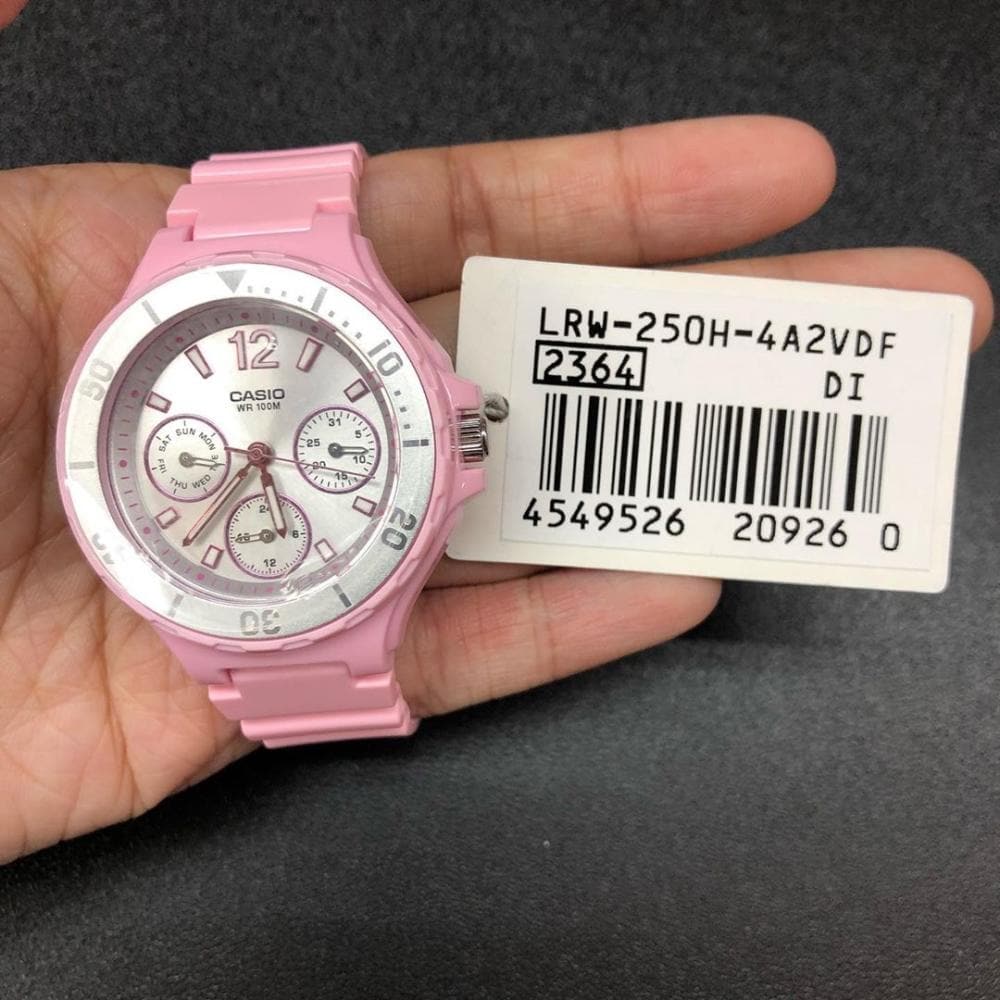 12
CASIO
WR 100M
10
20
30
50
SAT SUN MON TUE WED THU FRI
31 5 10 15 20 25
24 6 12
LRW-250H-4A2VDF
2364
DI
4549526 20926 0